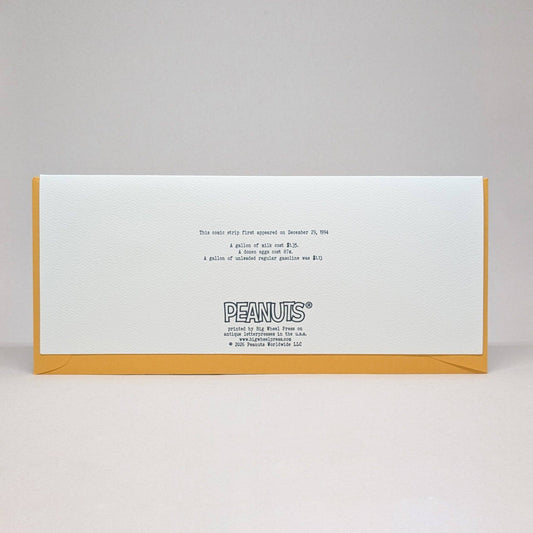 This comic strip first appeared on December 29, 1994
A gallon of milk cost $1.35.
A dozen eggs cost 87¢.
A gallon of unleaded regular gasoline was $1.13
PEANUTS®
printed by Big Wheel Press on
antique letterpresses in the u.s.a.
www.bigwheelpress.com
© 2026 Peanuts Worldwide LLC